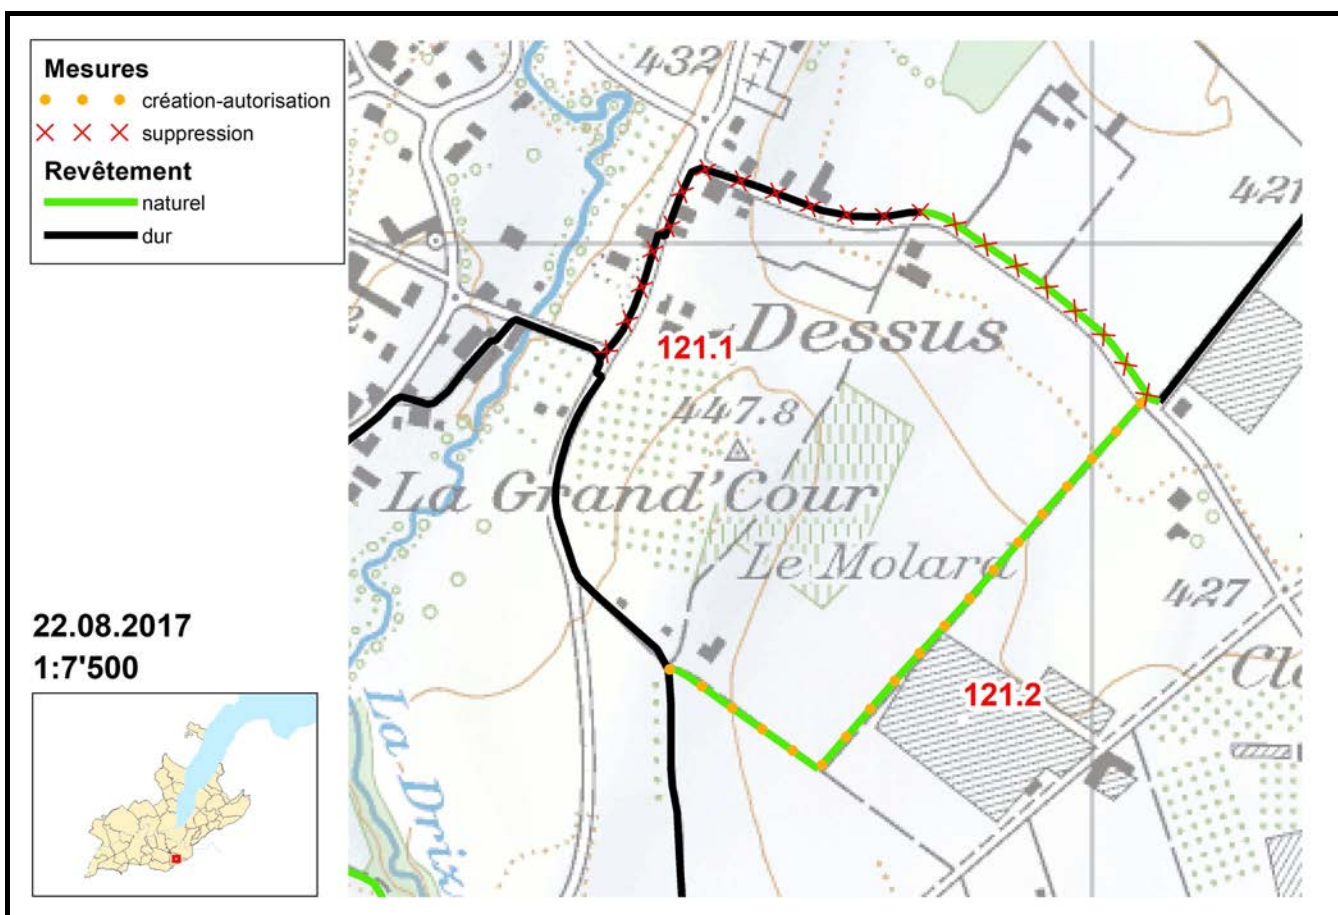 Mesures
création-autorisation
suppression
Revêtement
naturel
dur
22.08.2017
1:7'500
432
421
Dessus
121.1
447.8
La Grand'Cour
Le Molard
427
121.2
La Drix